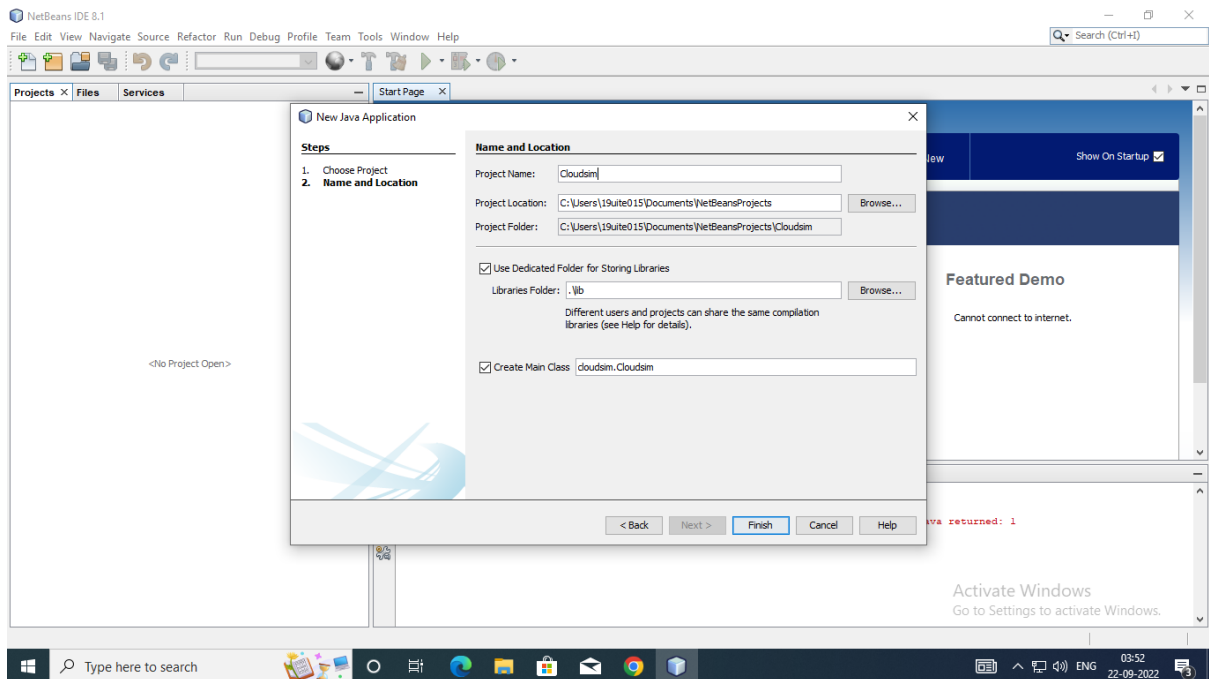 NetBeans IDE 8.1
File Edit View Navigate Source Refactor Run Debug Profile Team Tools Window Help
Search (Ctrl+I)
Projects Files Services
Start Page
New Java Application
Steps
1. Choose Project
2. Name and Location
Name and Location
Project Name: Cloudsim
Project Location: C:\Users\19uite015\Documents\NetBeansProjects Browse...
Project Folder: C:\Users\19uite015\Documents\NetBeansProjects\Cloudsim
Use Dedicated Folder for Storing Libraries
Libraries Folder: .\lib Browse...
Different users and projects can share the same compilation
libraries (see Help for details).
Create Main Class cloudsim.Cloudsim
< Back Next > Finish Cancel Help
<No Project Open>
Show On Startup
Featured Demo
Cannot connect to internet.
returned: 1
Activate Windows
Go to Settings to activate Windows.
Type here to search
ENG
03:52
22-09-2022
3